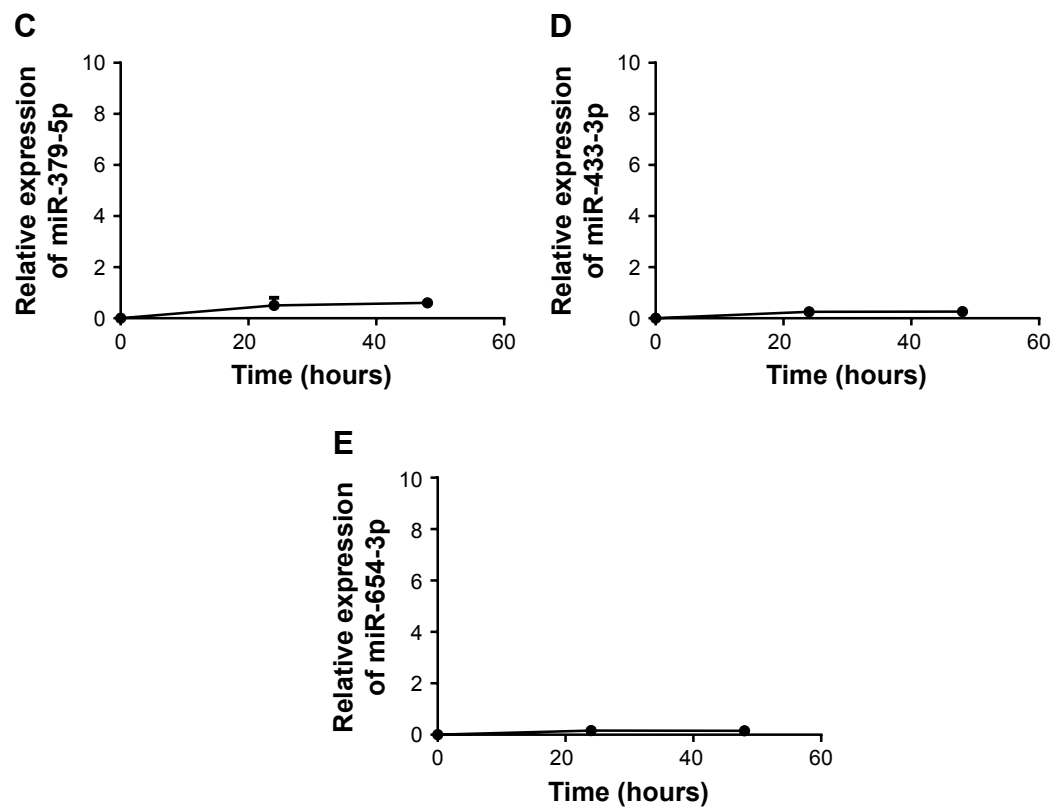 C
Relative expression
of miR-379-5p
10
8
6
4
2
0
0 20 40 60
Time (hours)
D
Relative expression
of miR-433-3p
10
8
6
4
2
0
0 20 40 60
Time (hours)
E
Relative expression
of miR-654-3p
10
8
6
4
2
0
0 20 40 60
Time (hours)